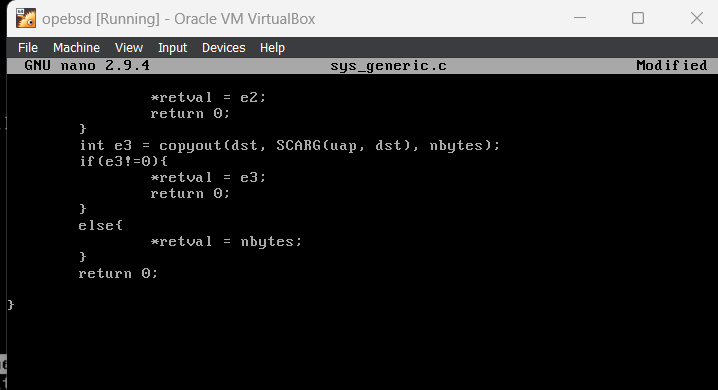 opebsd [Running] - Oracle VM VirtualBox
File Machine View Input Devices Help
GNU nano 2.9.4 sys_generic.c Modified
*retval = e2;
return 0;
}
int e3 = copyout(dst, SCARG(uap, dst), nbytes);
if(e3!=0){
*retval = e3;
return 0;
}
else{
*retval = nbytes;
}
return 0;
}